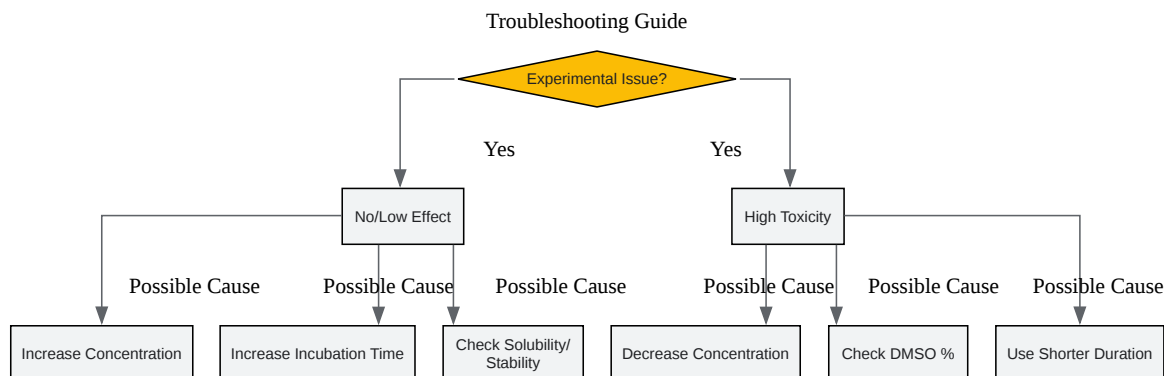 Troubleshooting Guide
Experimental Issue?
Yes
Yes
No/Low Effect
High Toxicity
Possible Cause
Possible Cause
Possible Cause
Possible Cause
Possible Cause
Possible Cause
Increase Concentration
Increase Incubation Time
Check Solubility/
Stability
Decrease Concentration
Check DMSO %
Use Shorter Duration